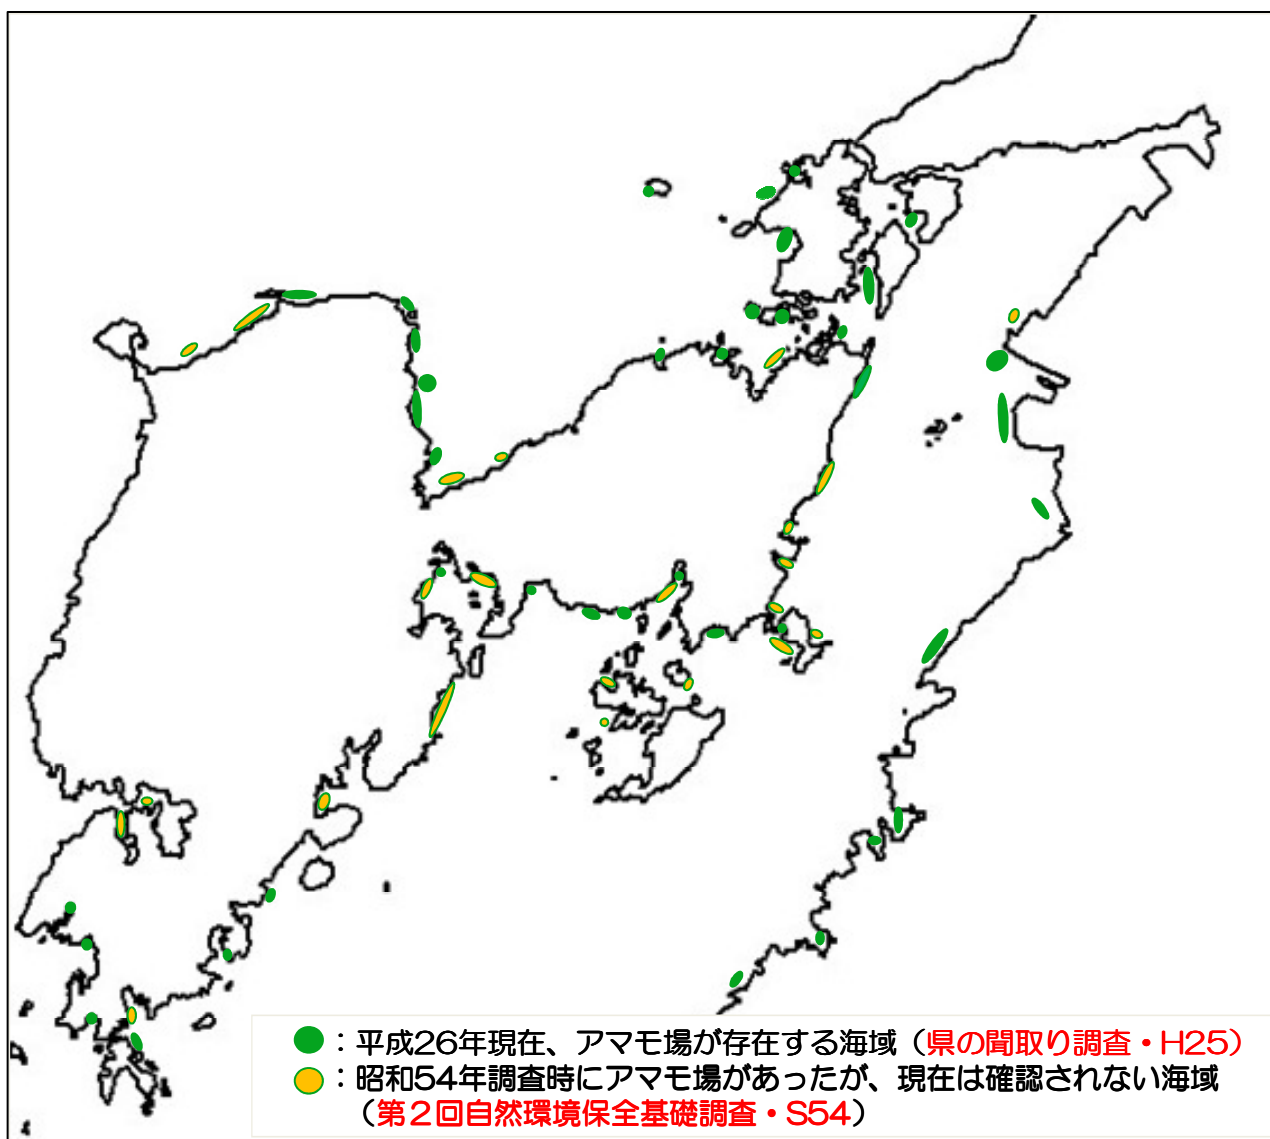 ：平成26年現在、アマモ場が存在する海域（県の聞取り調査・H25）
：昭和54年調査時にアマモ場があったが、現在は確認されない海域
（第２回自然環境保全基礎調査・S54）